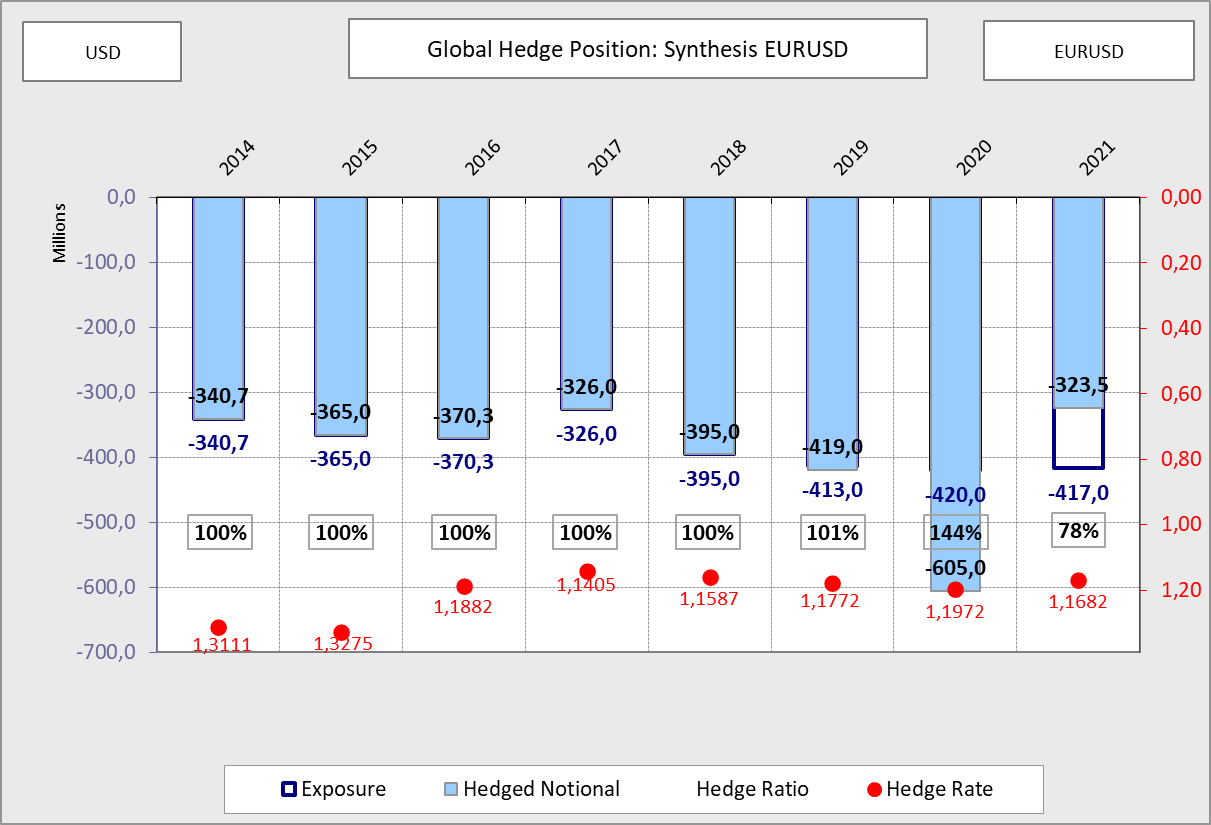 USD
Global Hedge Position: Synthesis EURUSD
EURUSD
2014 2015 2016 2017 2018 2019 2020 2021
Millions
0,0
-100,0
-200,0
-300,0
-400,0
-500,0
-600,0
-700,0
0,00
0,20
0,40
0,60
0,80
1,00
1,20
-340,7 -365,0 -370,3 -326,0 -395,0 -419,0 -605,0 -323,5
-340,7 -365,0 -370,3 -326,0 -395,0 -413,0 -420,0 -417,0
100% 100% 100% 100% 100% 101% 144% 78%
1,3111 1,3275 1,1882 1,1405 1,1587 1,1772 1,1972 1,1682
Exposure Hedged Notional Hedge Ratio Hedge Rate